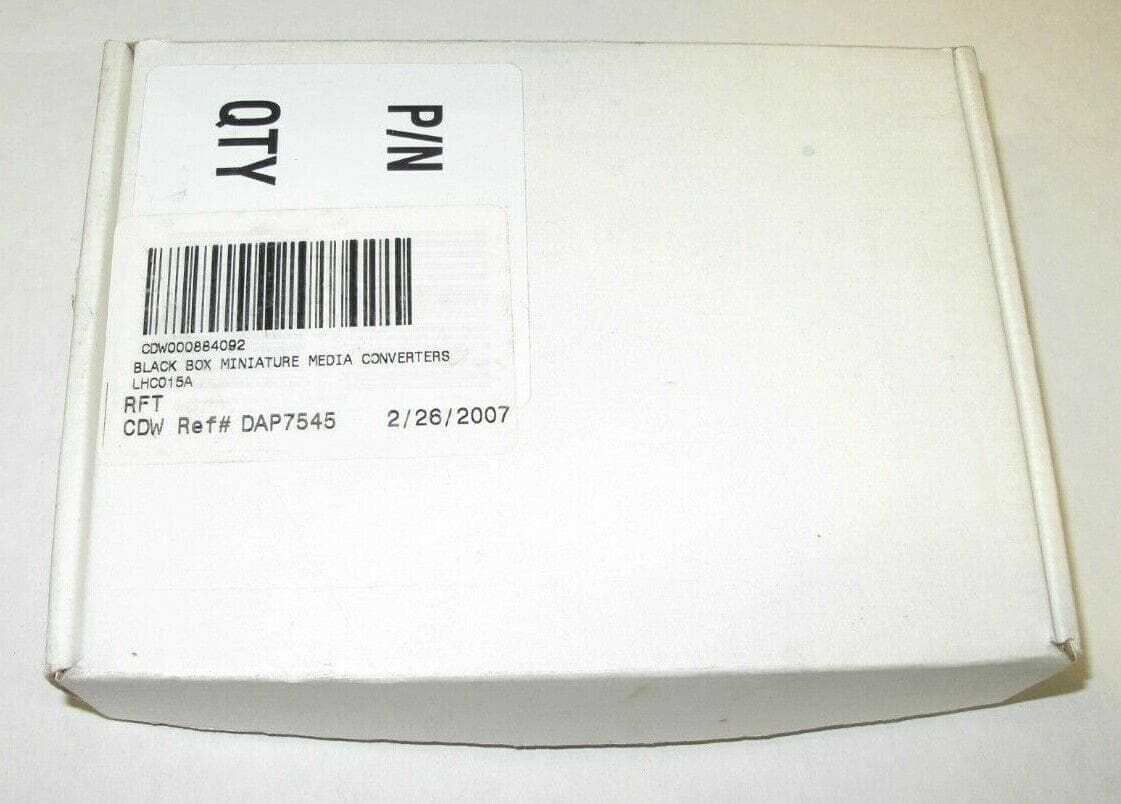 P/N
QTY
CDW000884092
BLACK BOX MINIATURE MEDIA CONVERTERS
LHC015A
RFT
CDW Ref# DAP7545 2/26/2007